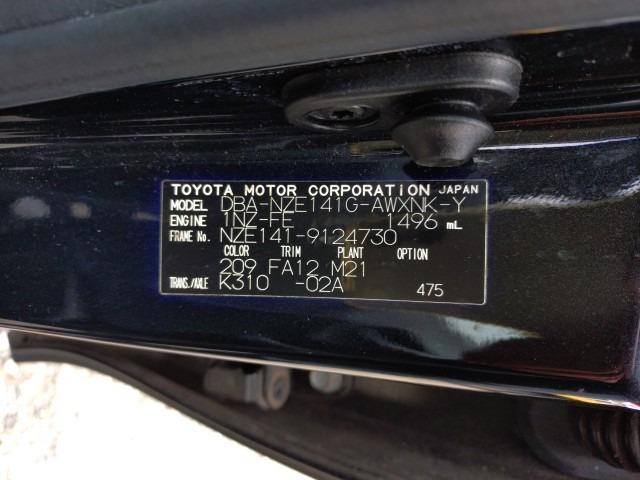 TOYOTA MOTOR CORPORATION JAPAN
MODEL DBA-NZE141G-AWXNK-Y
ENGINE 1NZ-FE 1496 mL
FRAME No. NZE141-9124730
COLOR TRIM PLANT OPTION
209 FA12 M21
TRANS./AXLE K310 -02A 475